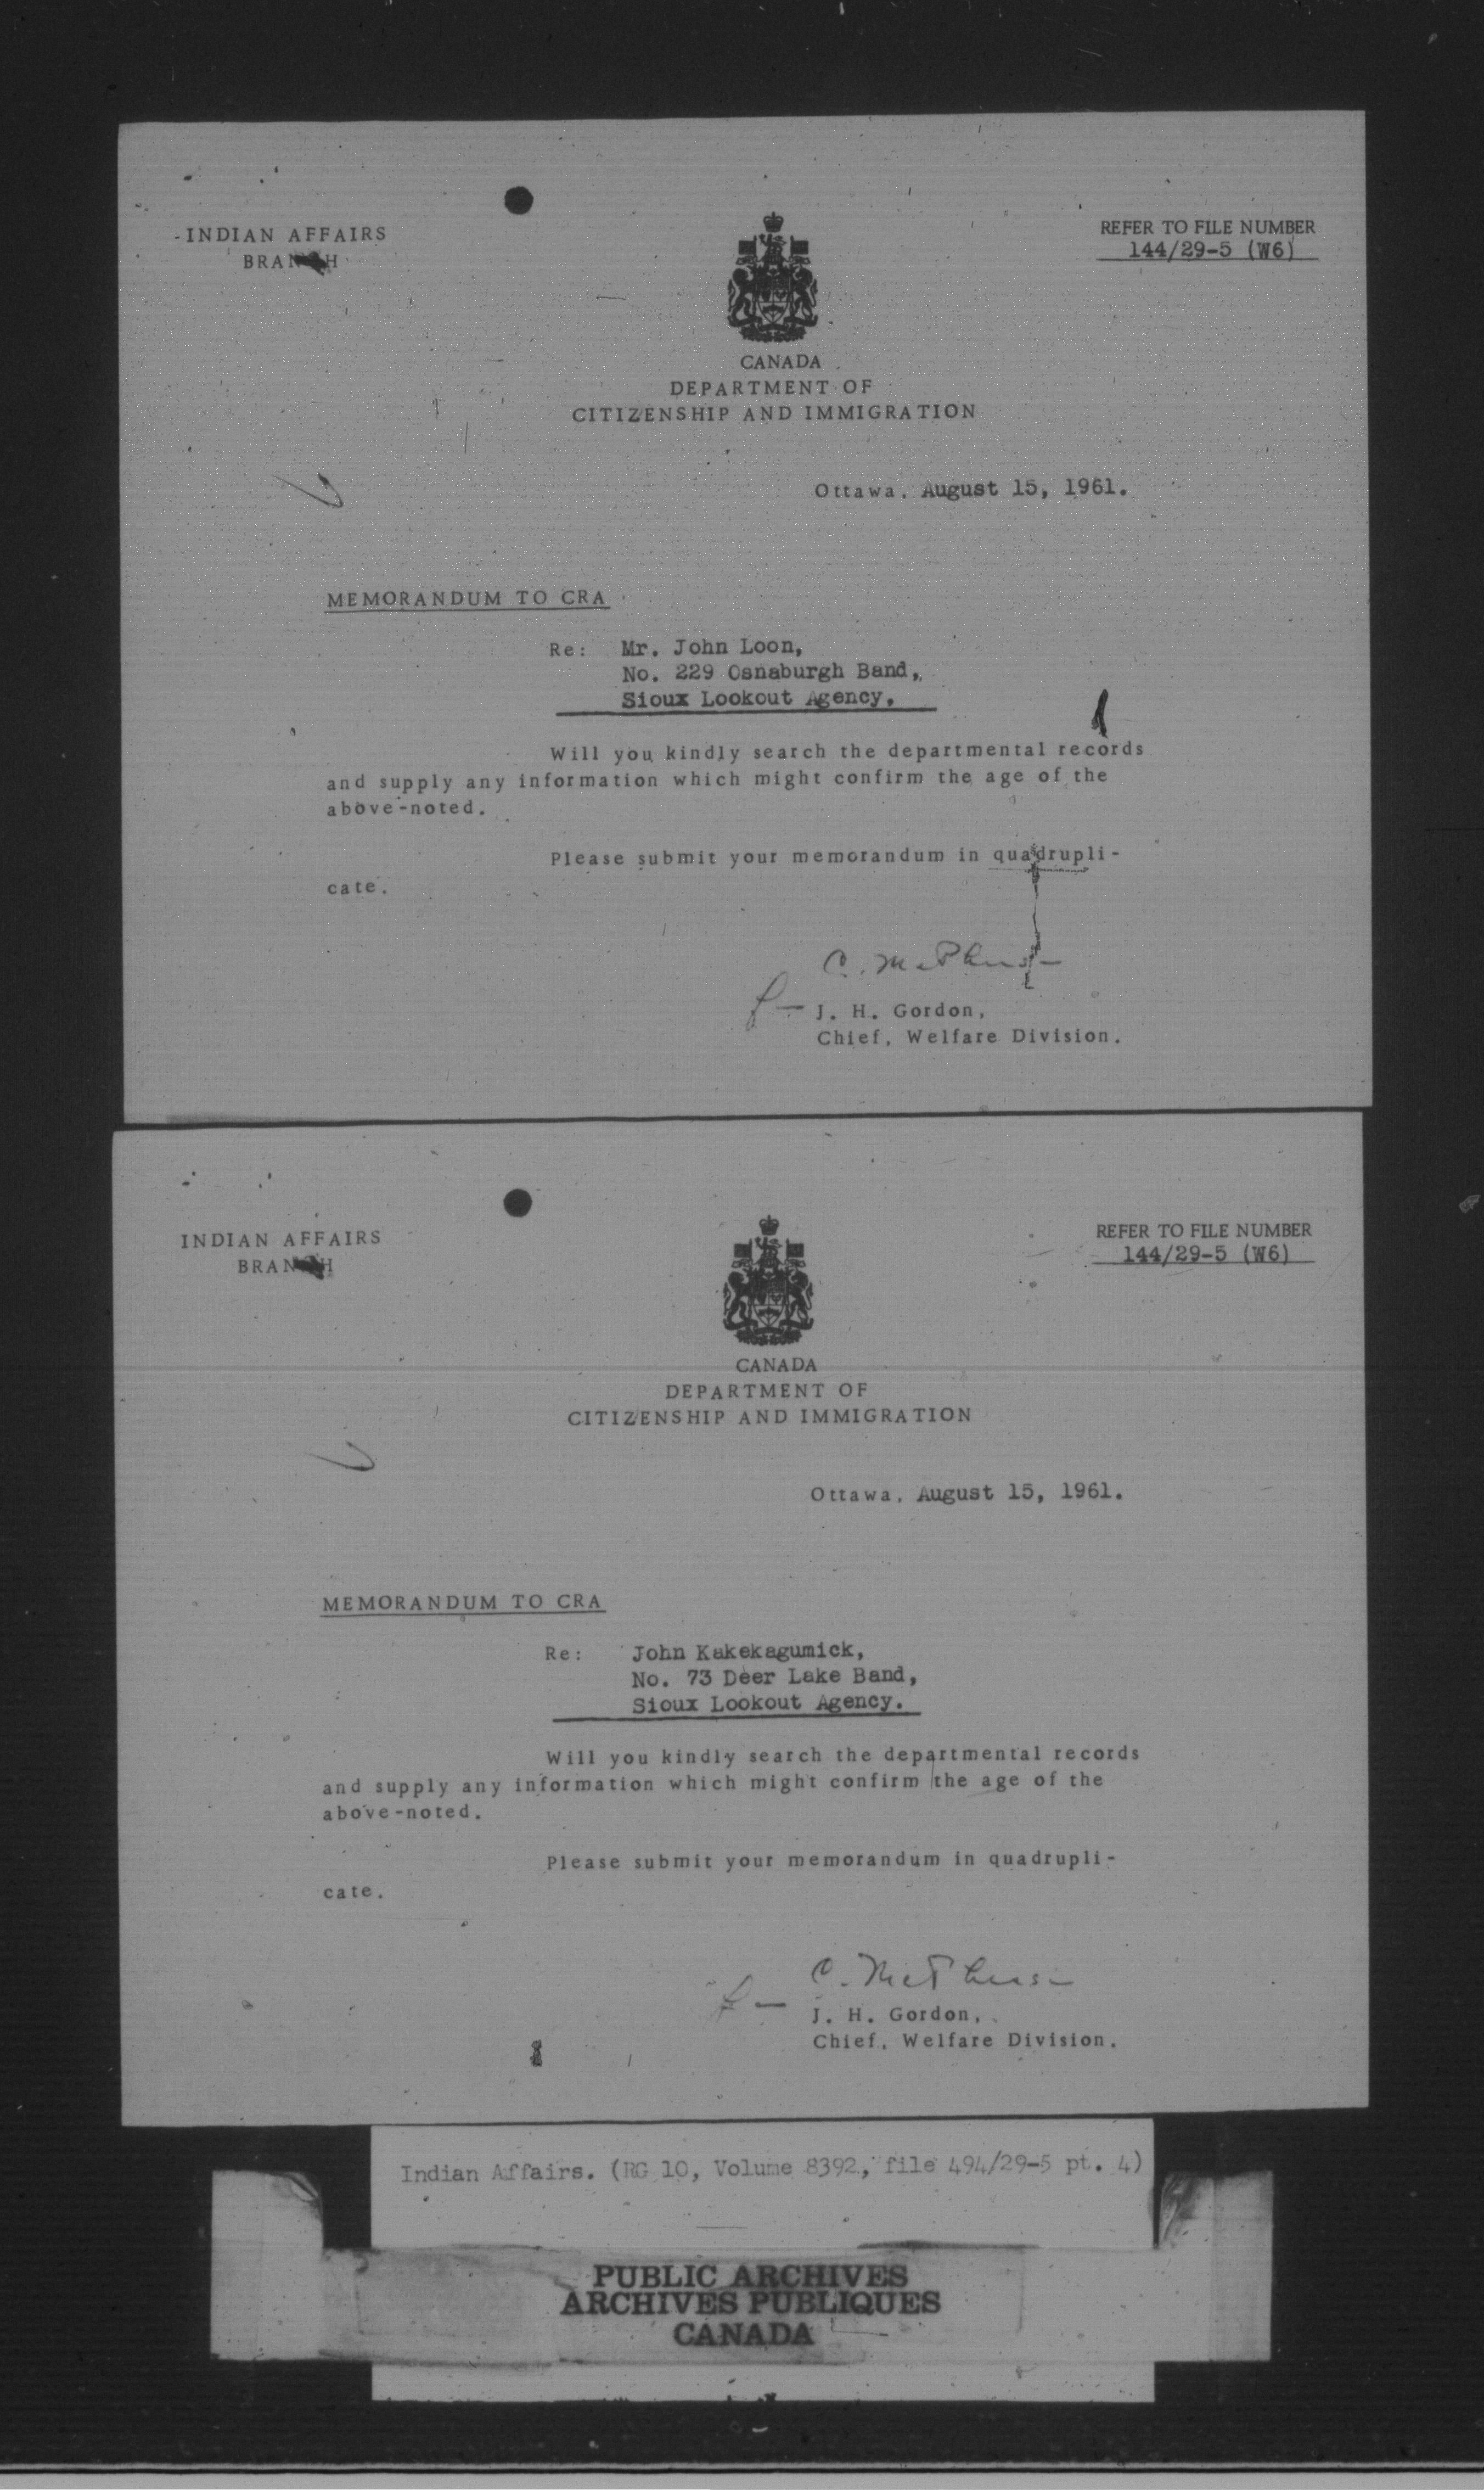 INDIAN AFFAIRS
BRANCH
REFER TO FILE NUMBER
144/29-5 (W6)
CANADA
DEPARTMENT OF
CITIZENSHIP AND IMMIGRATION
Ottawa, August 15, 1961.
MEMORANDUM TO CRA
Re: Mr. John Loon,
No. 229 Osnaburgh Band,
Sioux Lookout Agency.
Will you kindly search the departmental records
and supply any information which might confirm the age of the
above-noted.
Please submit your memorandum in quadrupli-
cate.
J. H. Gordon,
Chief, Welfare Division.
INDIAN AFFAIRS
BRANCH
REFER TO FILE NUMBER
144/29-5 (W6)
CANADA
DEPARTMENT OF
CITIZENSHIP AND IMMIGRATION
Ottawa, August 15, 1961.
MEMORANDUM TO CRA
Re: John Kakekagumick,
No. 73 Deer Lake Band,
Sioux Lookout Agency.
Will you kindly search the departmental records
and supply any information which might confirm the age of the
above-noted.
Please submit your memorandum in quadrupli-
cate.
J. H. Gordon,
Chief, Welfare Division.
Indian Affairs. (RG 10, Volume 8392, file 494/29-5 pt. 4)
PUBLIC ARCHIVES
ARCHIVES PUBLIQUES
CANADA